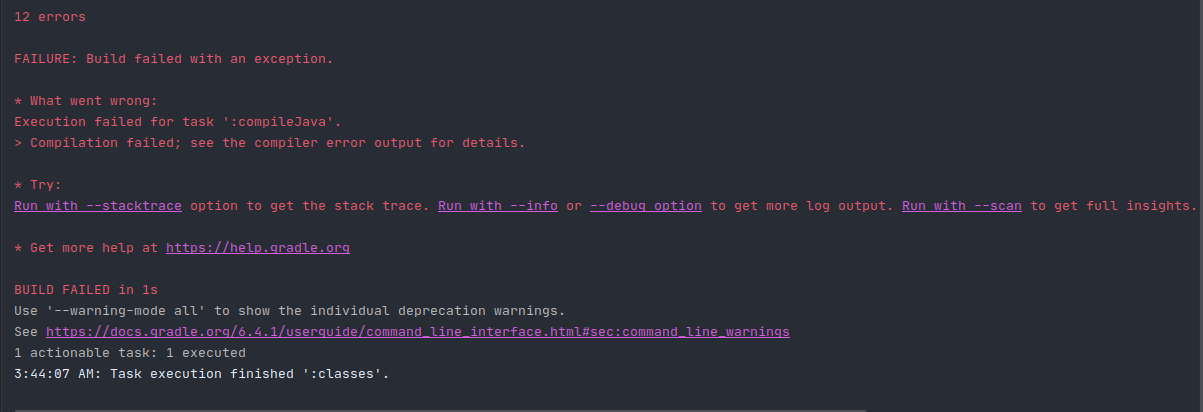 12 errors
FAILURE: Build failed with an exception.
* What went wrong:
Execution failed for task ':compileJava'.
> Compilation failed; see the compiler error output for details.
* Try:
Run with --stacktrace option to get the stack trace. Run with --info or --debug option to get more log output. Run with --scan to get full insights.
* Get more help at https://help.gradle.org
BUILD FAILED in 1s
Use '--warning-mode all' to show the individual deprecation warnings.
See https://docs.gradle.org/6.4.1/userguide/command_line_interface.html#sec:command_line_warnings
1 actionable task: 1 executed
3:44:07 AM: Task execution finished ':classes'.